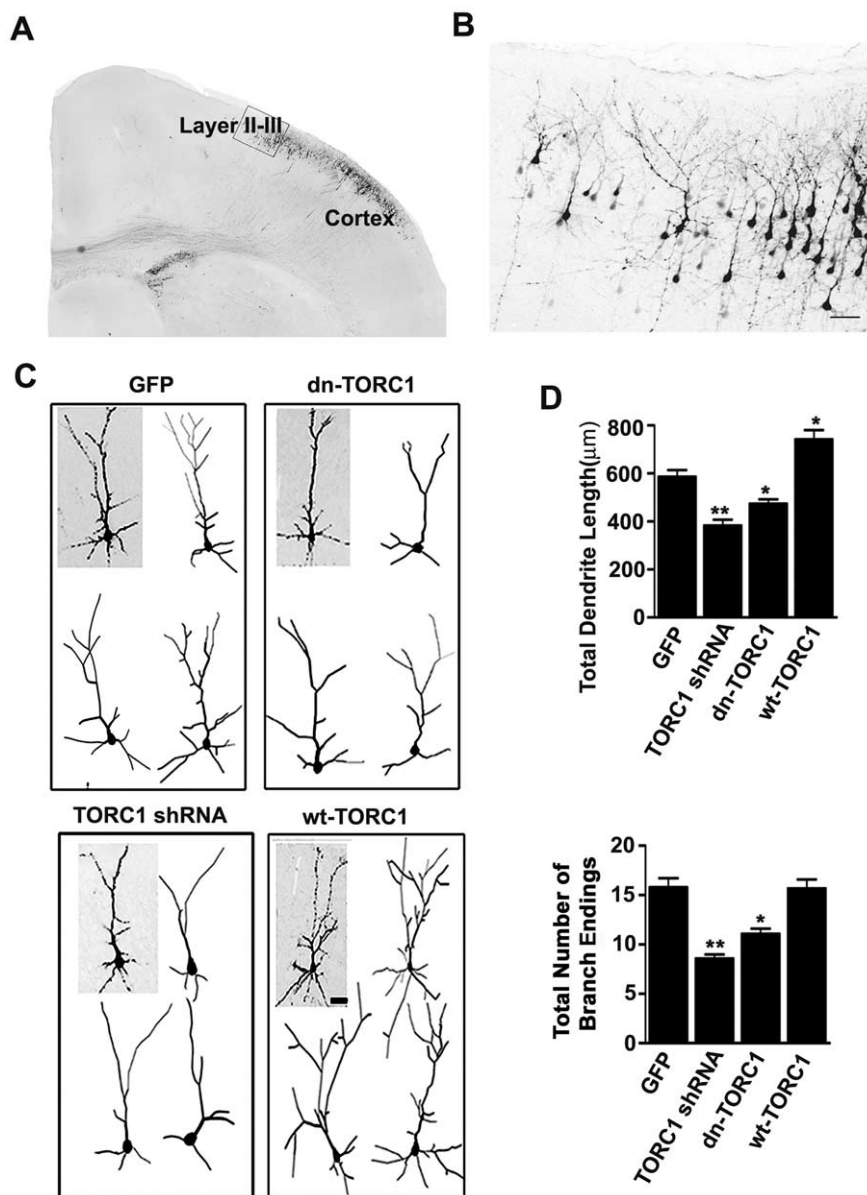 A
Layer II-III
Cortex
B
C
GFP
dn-TORC1
TORC1 shRNA
wt-TORC1
D
Total Dendrite Length(μm)
800
600
400
200
0
**
*
*
GFP
TORC1 shRNA
dn-TORC1
wt-TORC1
Total Number of
Branch Endings
20
15
10
5
0
**
*
GFP
TORC1 shRNA
dn-TORC1
wt-TORC1